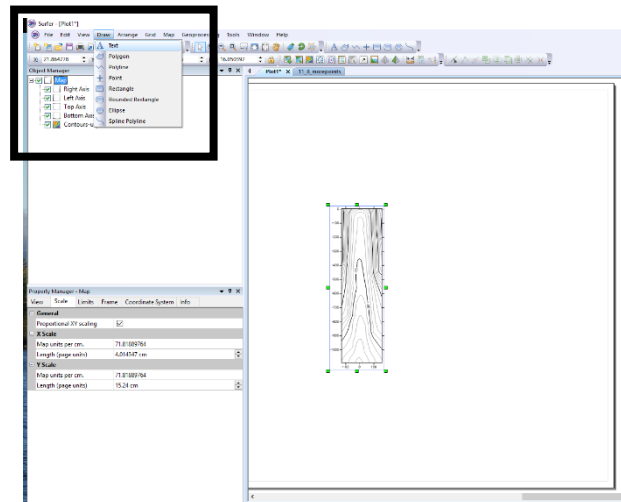 Surfer - [Plot1*]
File Edit View Draw Arrange Grid Map Geoprocessing Tools Window Help
Text
Polygon
Polyline
Point
Rectangle
Rounded Rectangle
Ellipse
Spline Polyline
Object Manager
Map
Right Axis
Left Axis
Top Axis
Bottom Axis
Plot1*
Property Manager - Map
View Scale Limits Frame Coordinate System Info
General
Proportional XY scaling
X Scale
Map units per cm. 71.81889764
Length (page units) 4.014547 cm
Y Scale
Map units per cm. 71.81889764
Length (page units) 15.24 cm